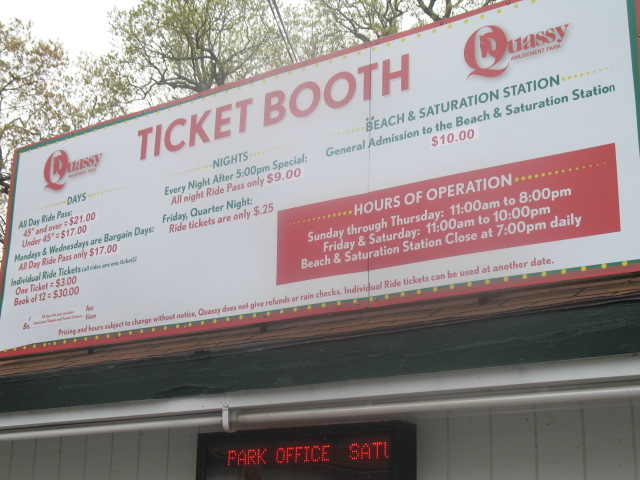 Quassy
AMUSEMENT PARK
TICKET BOOTH
Quassy
AMUSEMENT PARK
DAYS
All Day Ride Pass:
45" and over = $21.00
Under 45" = $17.00
Mondays & Wednesdays are Bargain Days:
All Day Ride Pass only $17.00
Individual Ride Tickets (all rides are one ticket):
One Ticket = $3.00
Book of 12 = $30.00
NIGHTS
Every Night After 5:00pm Special:
All night Ride Pass only $9.00
Friday, Quarter Night:
Ride tickets are only $.25
BEACH & SATURATION STATION
General Admission to the Beach & Saturation Station
$10.00
HOURS OF OPERATION
Sunday through Thursday: 11:00am to 8:00pm
Friday & Saturday: 11:00am to 10:00pm
Beach & Saturation Station Close at 7:00pm daily
Pricing and hours subject to change without notice, Quassy does not give refunds or rain checks. Individual Ride tickets can be used at another date.
PARK OFFICE SATU